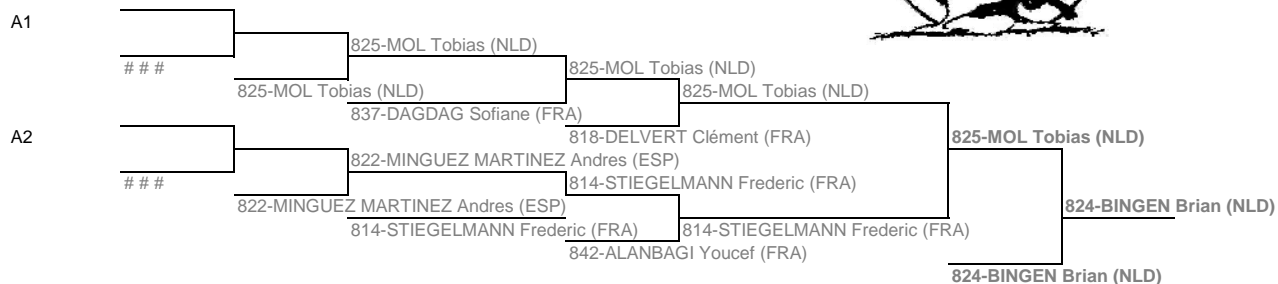 A1
825-MOL Tobias (NLD)
# # #
825-MOL Tobias (NLD)
825-MOL Tobias (NLD)
825-MOL Tobias (NLD)
837-DAGDAG Sofiane (FRA)
A2
818-DELVERT Clément (FRA)
825-MOL Tobias (NLD)
822-MINGUEZ MARTINEZ Andres (ESP)
# # #
814-STIEGELMANN Frederic (FRA)
822-MINGUEZ MARTINEZ Andres (ESP)
824-BINGEN Brian (NLD)
814-STIEGELMANN Frederic (FRA)
814-STIEGELMANN Frederic (FRA)
842-ALANBAGI Youcef (FRA)
824-BINGEN Brian (NLD)